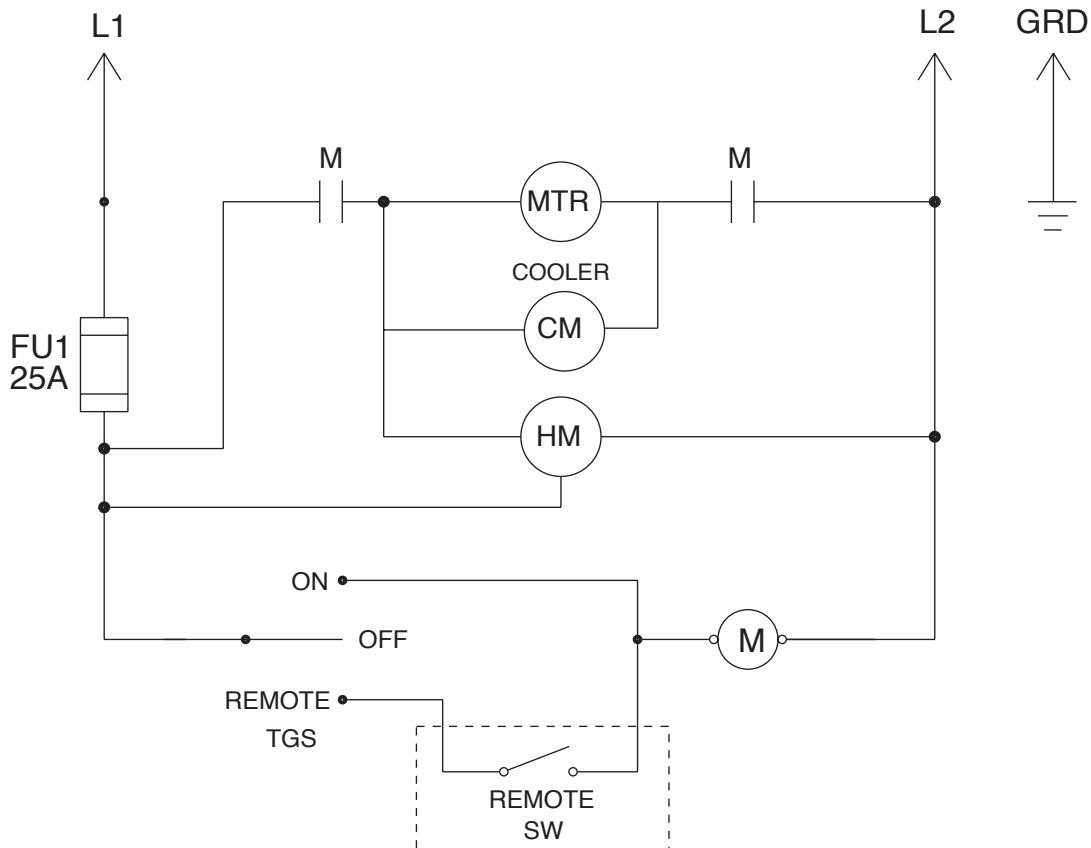 L1
L2
GRD
M
M
MTR
COOLER
CM
FU1
25A
HM
ON
OFF
M
REMOTE
TGS
REMOTE
SW